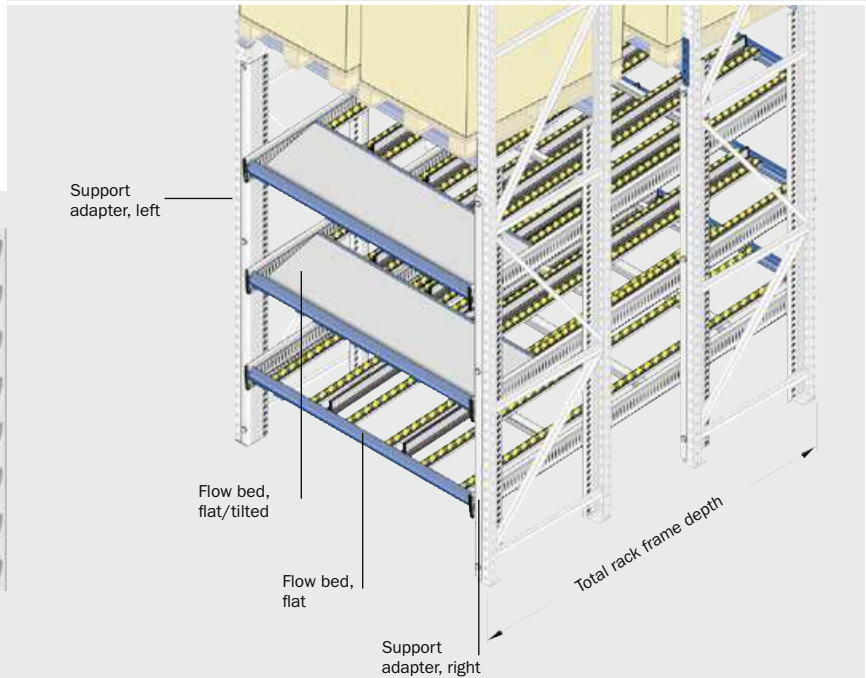 Support
adapter, left
Flow bed,
flat/tilted
Flow bed,
flat
Total rack frame depth
Support
adapter, right